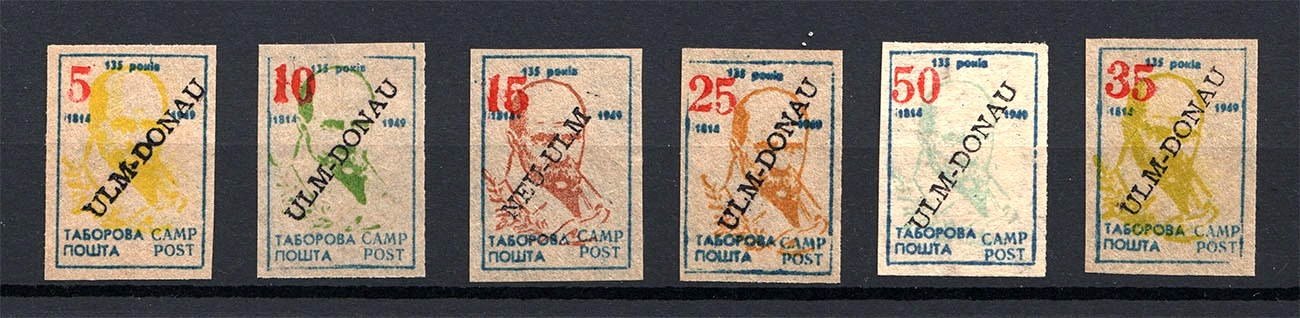 5
135 років
1814 1949
ULM-DONAU
ТАБОРОВА CAMP
ПОШТА POST
10
135 років
1814 1949
ULM-DONAU
ТАБОРОВА CAMP
ПОШТА POST
15
135 років
1814 1949
NEU-ULM
ТАБОРОВА CAMP
ПОШТА POST
25
135 років
1814 1949
ULM-DONAU
ТАБОРОВА CAMP
ПОШТА POST
50
135 років
1814 1949
ULM-DONAU
ТАБОРОВА CAMP
ПОШТА POST
35
135 років
1814 1949
ULM-DONAU
ТАБОРОВА CAMP
ПОШТА POST